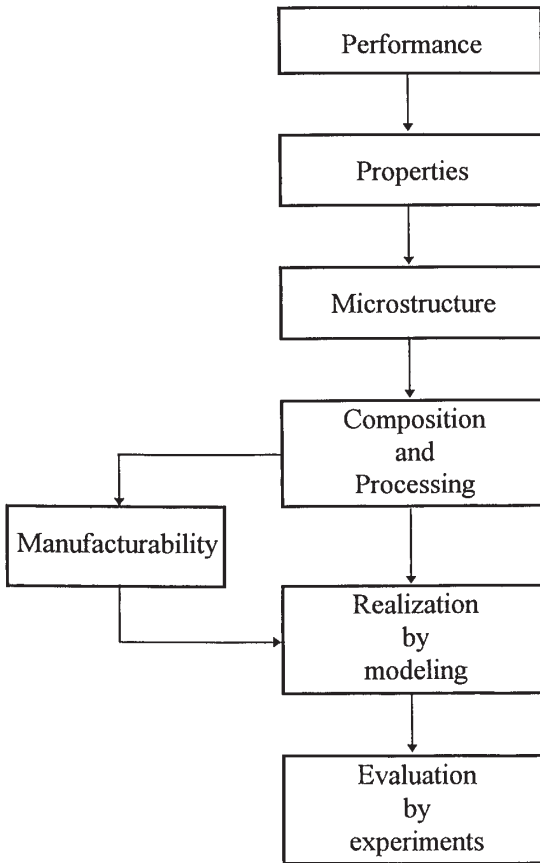 Performance
Properties
Microstructure
Composition
and
Processing
Manufacturability
Realization
by
modeling
Evaluation
by
experiments